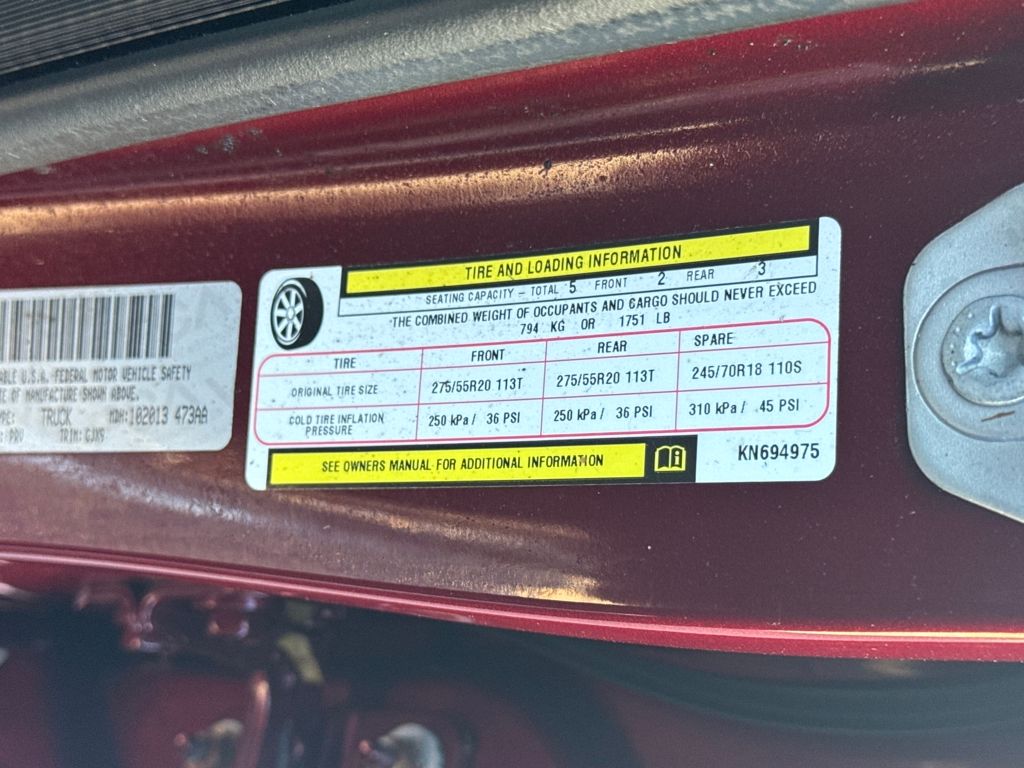 TIRE AND LOADING INFORMATION
SEATING CAPACITY – TOTAL 5 FRONT 2 REAR 3
THE COMBINED WEIGHT OF OCCUPANTS AND CARGO SHOULD NEVER EXCEED
794 KG OR 1751 LB
TIRE FRONT REAR SPARE
ORIGINAL TIRE SIZE 275/55R20 113T 275/55R20 113T 245/70R18 110S
COLD TIRE INFLATION PRESSURE 250 kPa / 36 PSI 250 kPa / 36 PSI 310 kPa / 45 PSI
SEE OWNERS MANUAL FOR ADDITIONAL INFORMATION
KN694975
U.S.A. FEDERAL MOTOR VEHICLE SAFETY
OF MANUFACTURE SHOWN ABOVE.
TRUCK MDH:102013 473AA
TRIM: